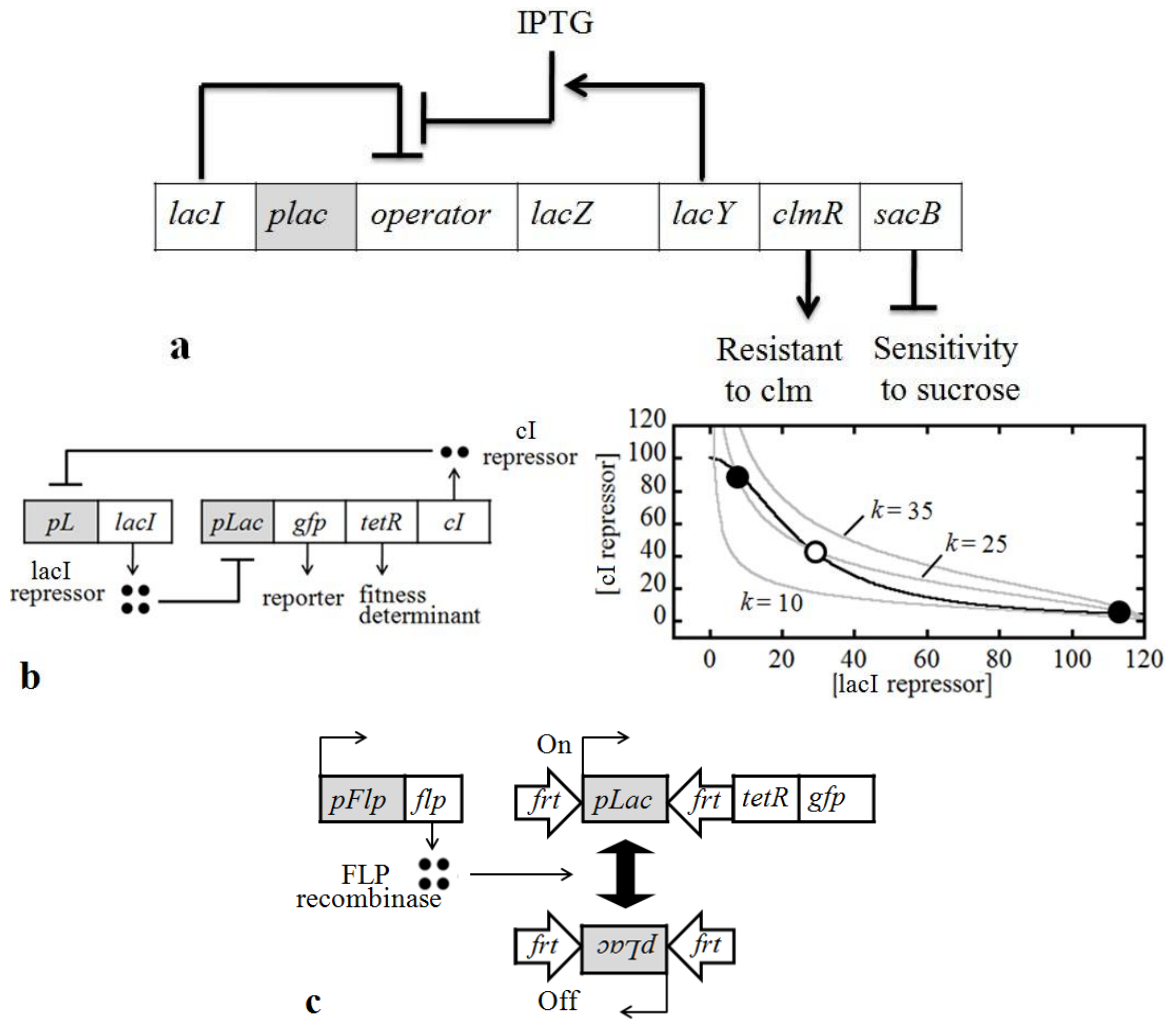 IPTG
lacI plac operator lacZ lacY clmR sacB
a
Resistant
to clm
Sensitivity
to sucrose
cI
repressor
pL lacI
pLac gfp tetR cI
lacI
repressor
reporter
fitness
determinant
b
120
100
80
60
40
20
0
[cI repressor]
k = 35
k = 25
k = 10
0 20 40 60 80 100 120
[lacI repressor]
On
pFlp flp
frt pLac frt tetR gfp
FLP
recombinase
frt pLac frt
Off
c